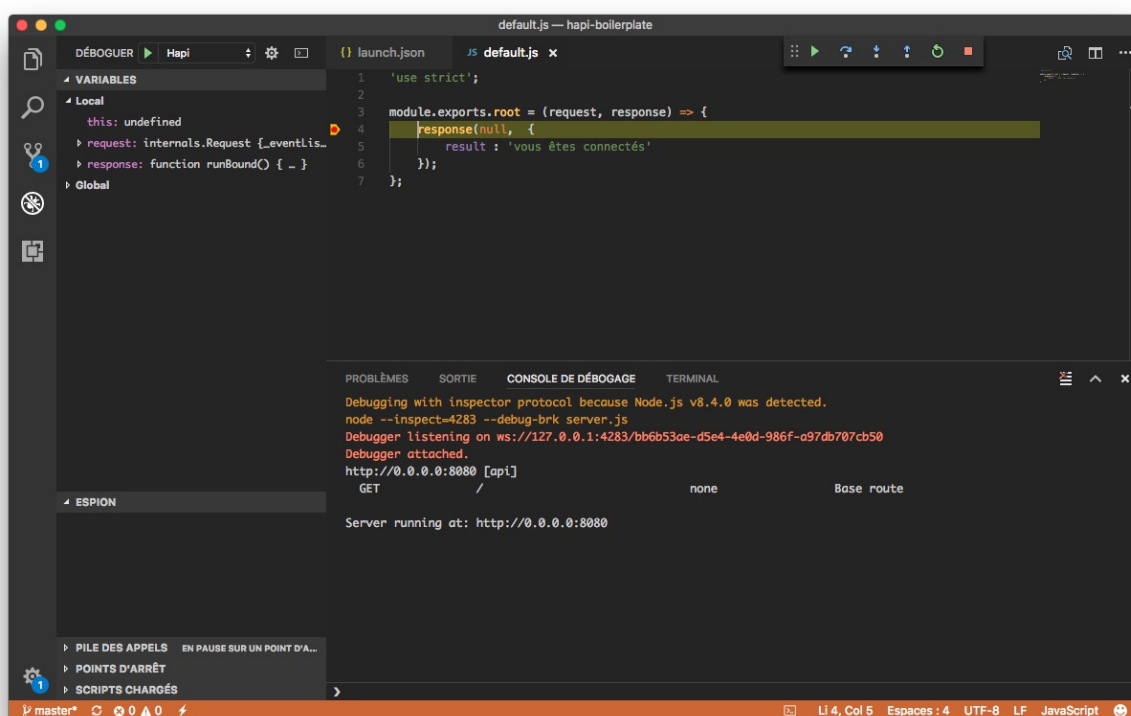 default.js — hapi-boilerplate
DÉBOGUER Hapi
{} launch.json JS default.js ×
VARIABLES
Local
this: undefined
request: internals.Request {_eventLis…
response: function runBound() { … }
Global
1 'use strict';
2
3 module.exports.root = (request, response) => {
4 response(null, {
5 result : 'vous êtes connectés'
6 });
7 };
1
ESPION
PILE DES APPELS EN PAUSE SUR UN POINT D'A…
POINTS D'ARRÊT
SCRIPTS CHARGÉS
1
PROBLÈMES SORTIE CONSOLE DE DÉBOGAGE TERMINAL
Debugging with inspector protocol because Node.js v8.4.0 was detected.
node --inspect=4283 --debug-brk server.js
Debugger listening on ws://127.0.0.1:4283/bb6b53ae-d5e4-4e0d-986f-a97db707cb50
Debugger attached.
http://0.0.0.0:8080 [api]
GET / none Base route
Server running at: http://0.0.0.0:8080
master* 0 0
Li 4, Col 5 Espaces : 4 UTF-8 LF JavaScript